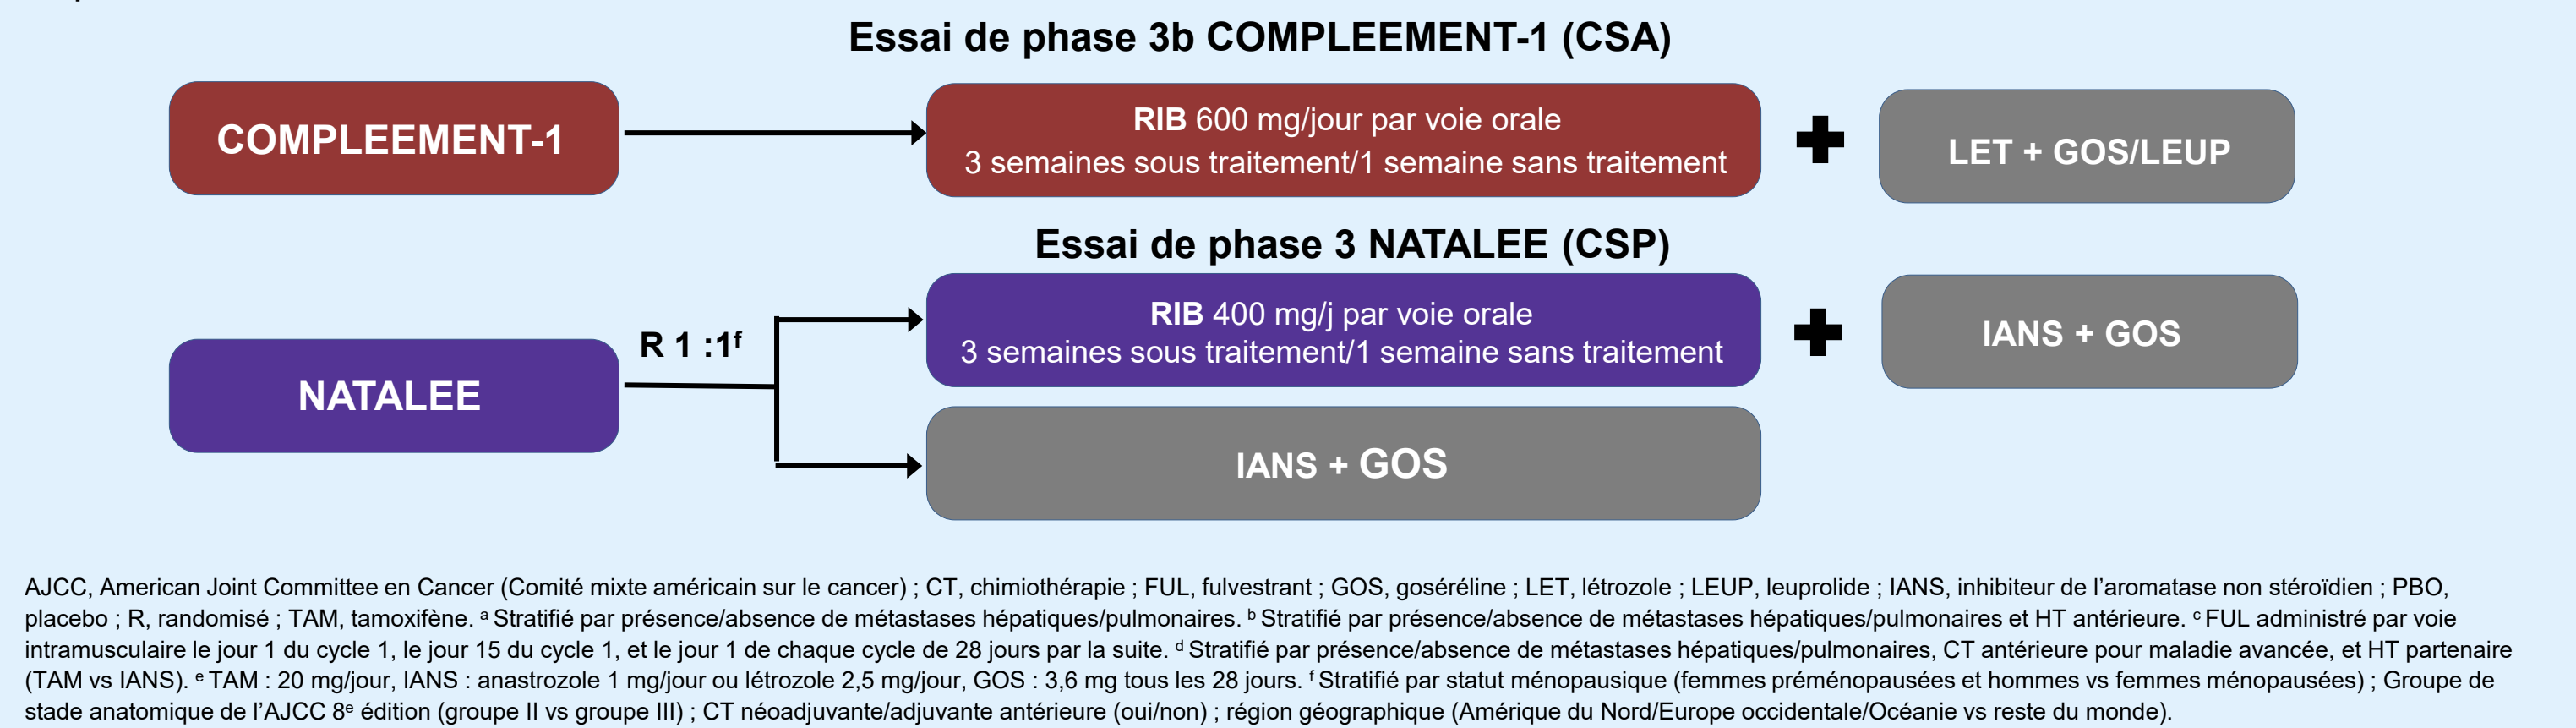 Essai de phase 3b COMPLEEMENT-1 (CSA)
COMPLEEMENT-1
RIB 600 mg/jour par voie orale
3 semaines sous traitement/1 semaine sans traitement
LET + GOS/LEUP
Essai de phase 3 NATALEE (CSP)
NATALEE
R 1 :1ᶠ
RIB 400 mg/j par voie orale
3 semaines sous traitement/1 semaine sans traitement
IANS + GOS
IANS + GOS
AJCC, American Joint Committee en Cancer (Comité mixte américain sur le cancer) ; CT, chimiothérapie ; FUL, fulvestrant ; GOS, goséréline ; LET, létrozole ; LEUP, leuprolide ; IANS, inhibiteur de l’aromatase non stéroïdien ; PBO,
placebo ; R, randomisé ; TAM, tamoxifène. ᵃ Stratifié par présence/absence de métastases hépatiques/pulmonaires. ᵇ Stratifié par présence/absence de métastases hépatiques/pulmonaires et HT antérieure. ᶜ FUL administré par voie
intramusculaire le jour 1 du cycle 1, le jour 15 du cycle 1, et le jour 1 de chaque cycle de 28 jours par la suite. ᵈ Stratifié par présence/absence de métastases hépatiques/pulmonaires, CT antérieure pour maladie avancée, et HT partenaire
(TAM vs IANS). ᵉ TAM : 20 mg/jour, IANS : anastrozole 1 mg/jour ou létrozole 2,5 mg/jour, GOS : 3,6 mg tous les 28 jours. ᶠ Stratifié par statut ménopausique (femmes préménopausées et hommes vs femmes ménopausées) ; Groupe de
stade anatomique de l’AJCC 8ᵉ édition (groupe II vs groupe III) ; CT néoadjuvante/adjuvante antérieure (oui/non) ; région géographique (Amérique du Nord/Europe occidentale/Océanie vs reste du monde).